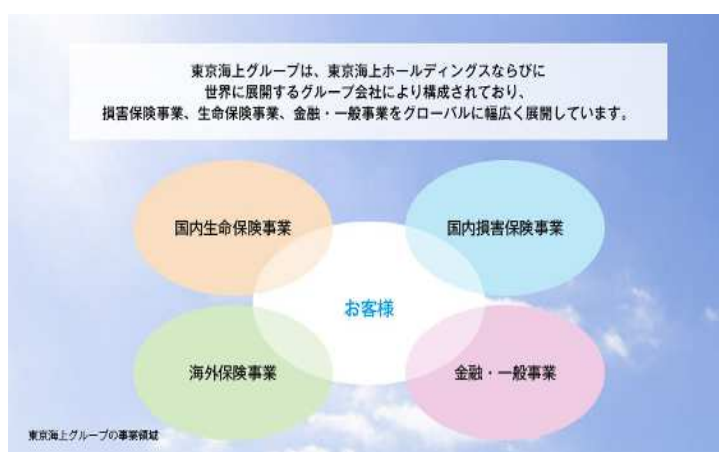 東京海上グループは、東京海上ホールディングスならびに
世界に展開するグループ会社により構成されており、
損害保険事業、生命保険事業、金融・一般事業をグローバルに幅広く展開しています。
国内生命保険事業
国内損害保険事業
お客様
海外保険事業
金融・一般事業
東京海上グループの事業領域